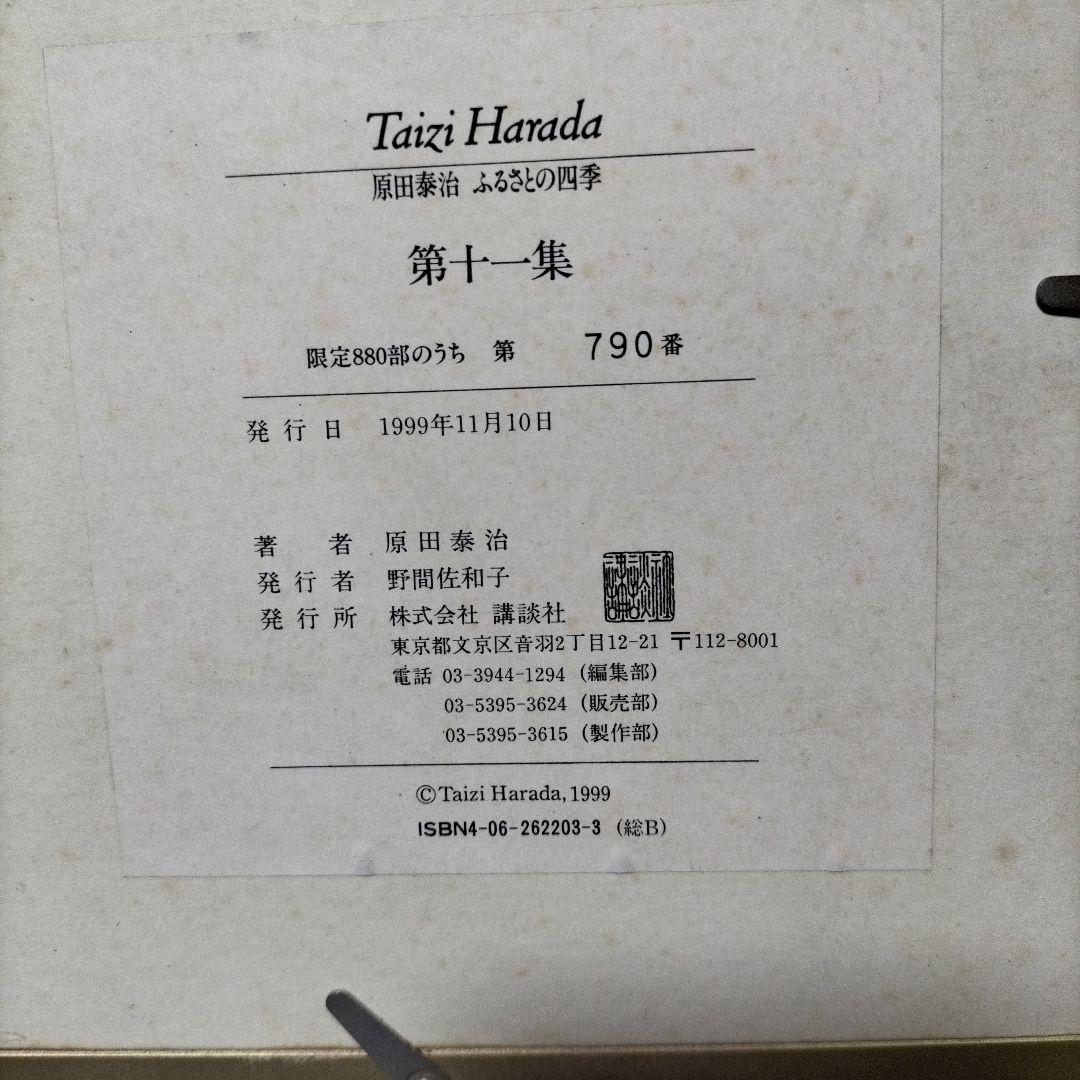 Taizi Harada
原田泰治 ふるさとの四季
第十一集
限定880部のうち 第 790番
発行日 1999年11月10日
著者 原田泰治
発行者 野間佐和子
発行所 株式会社 講談社
東京都文京区音羽2丁目12-21 〒112-8001
電話 03-3944-1294 (編集部)
03-5395-3624 (販売部)
03-5395-3615 (製作部)
©Taizi Harada, 1999
ISBN4-06-262203-3 (総B)